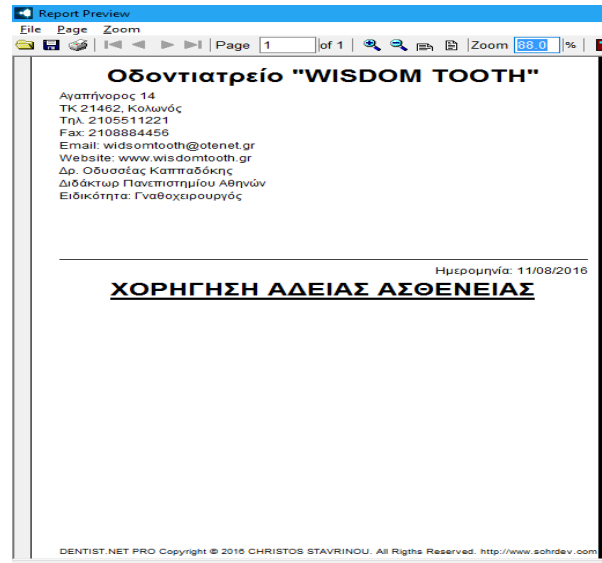 Report Preview
File Page Zoom
Page 1 of 1 Zoom 88.0 %
Οδοντιατρείο "WISDOM TOOTH"
Αγαπήνορος 14
ΤΚ 21462, Κολωνός
Τηλ. 2105511221
Fax: 2108884456
Email: widsomtooth@otenet.gr
Website: www.wisdomtooth.gr
Δρ. Οδυσσέας Καππαδόκης
Διδάκτωρ Πανεπιστημίου Αθηνών
Ειδικότητα: Γναθοχειρουργός
Ημερομηνία: 11/08/2016
ΧΟΡΗΓΗΣΗ ΑΔΕΙΑΣ ΑΣΘΕΝΕΙΑΣ
DENTIST.NET PRO Copyright © 2016 CHRISTOS STAVRINOU. All Rigths Reserved. http://www.sohrdev.com